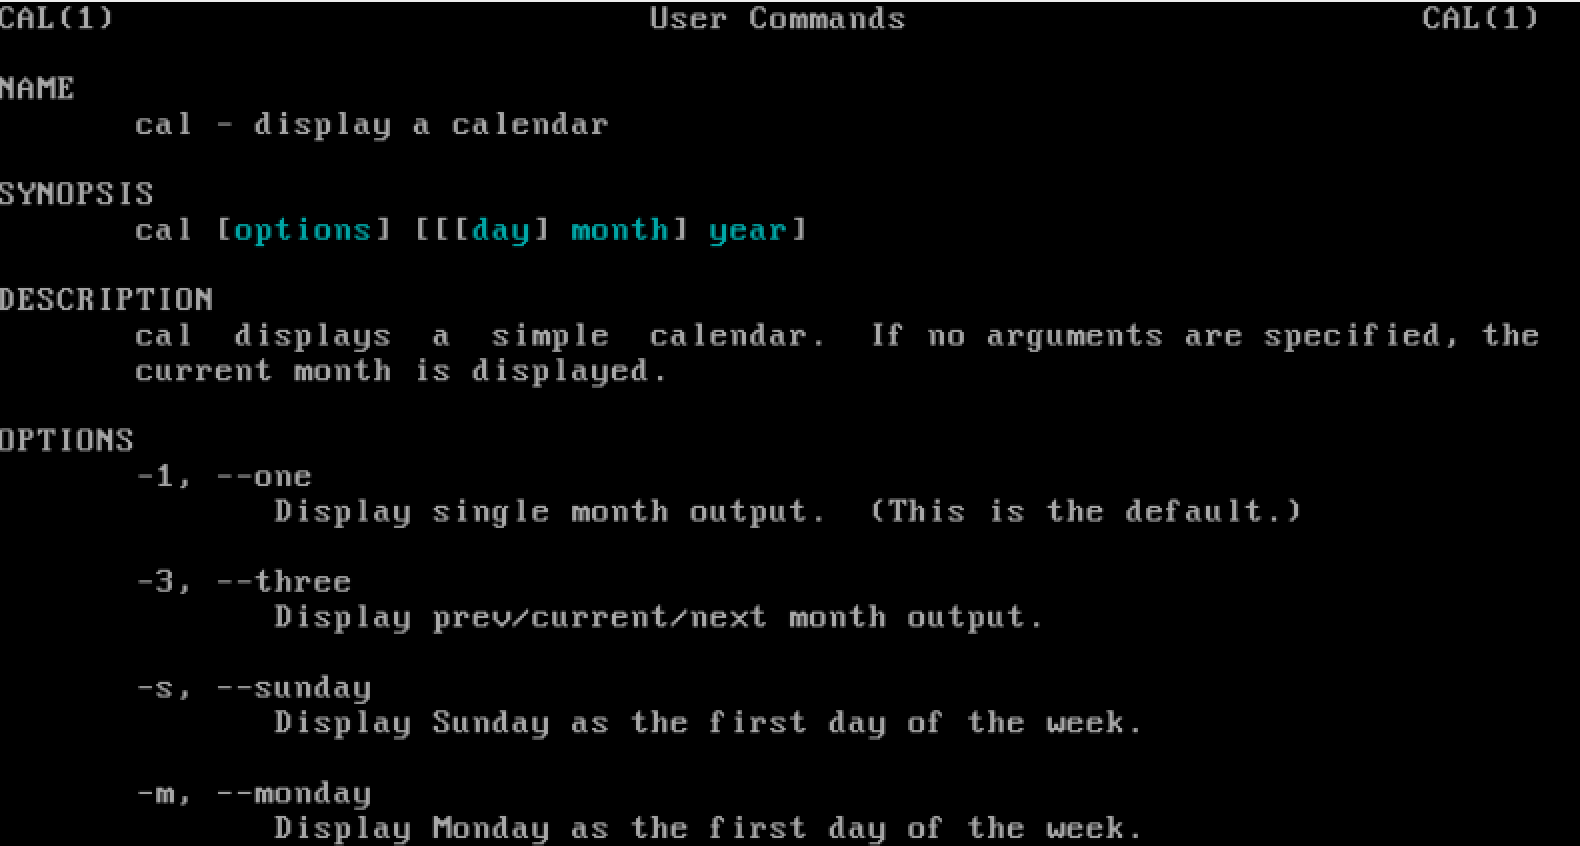 CAL(1) User Commands CAL(1)
NAME
cal - display a calendar
SYNOPSIS
cal [options] [[[day] month] year]
DESCRIPTION
cal displays a simple calendar. If no arguments are specified, the
current month is displayed.
OPTIONS
-1, --one
Display single month output. (This is the default.)
-3, --three
Display prev/current/next month output.
-s, --sunday
Display Sunday as the first day of the week.
-m, --monday
Display Monday as the first day of the week.